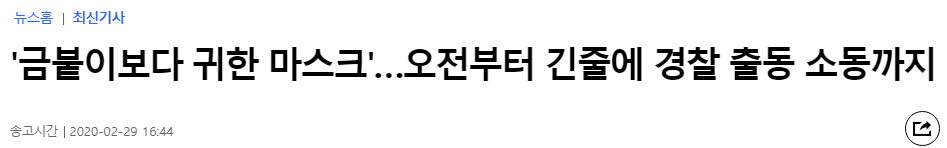 뉴스홈 | 최신기사
'금붙이보다 귀한 마스크'…오전부터 긴줄에 경찰 출동 소동까지
송고시간 | 2020-02-29 16:44